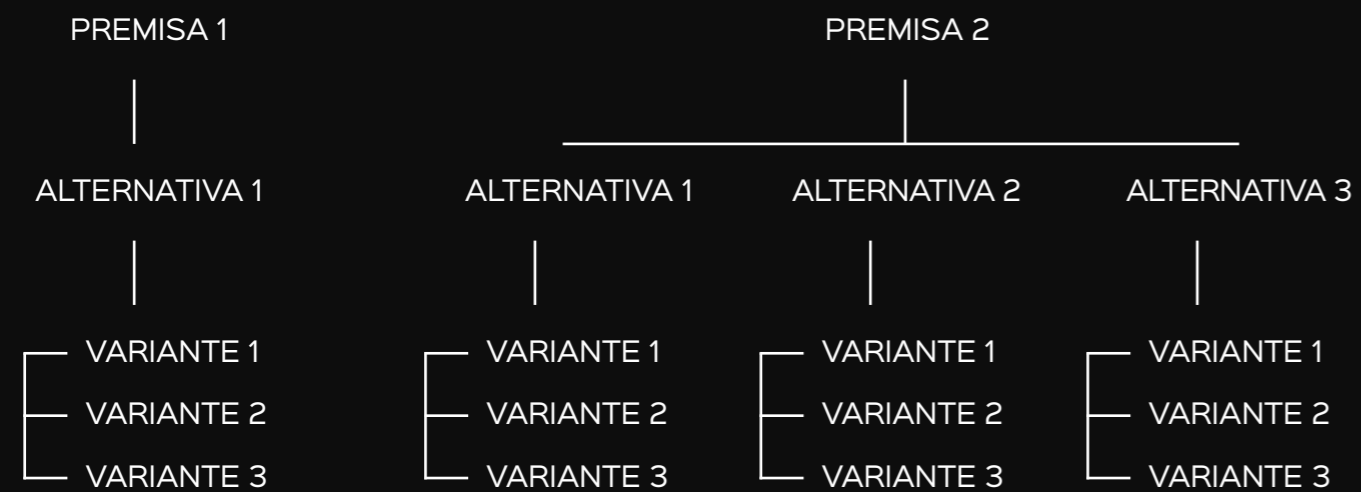 PREMISA 1
PREMISA 2
ALTERNATIVA 1
ALTERNATIVA 1
ALTERNATIVA 2
ALTERNATIVA 3
VARIANTE 1
VARIANTE 1
VARIANTE 1
VARIANTE 1
VARIANTE 2
VARIANTE 2
VARIANTE 2
VARIANTE 2
VARIANTE 3
VARIANTE 3
VARIANTE 3
VARIANTE 3